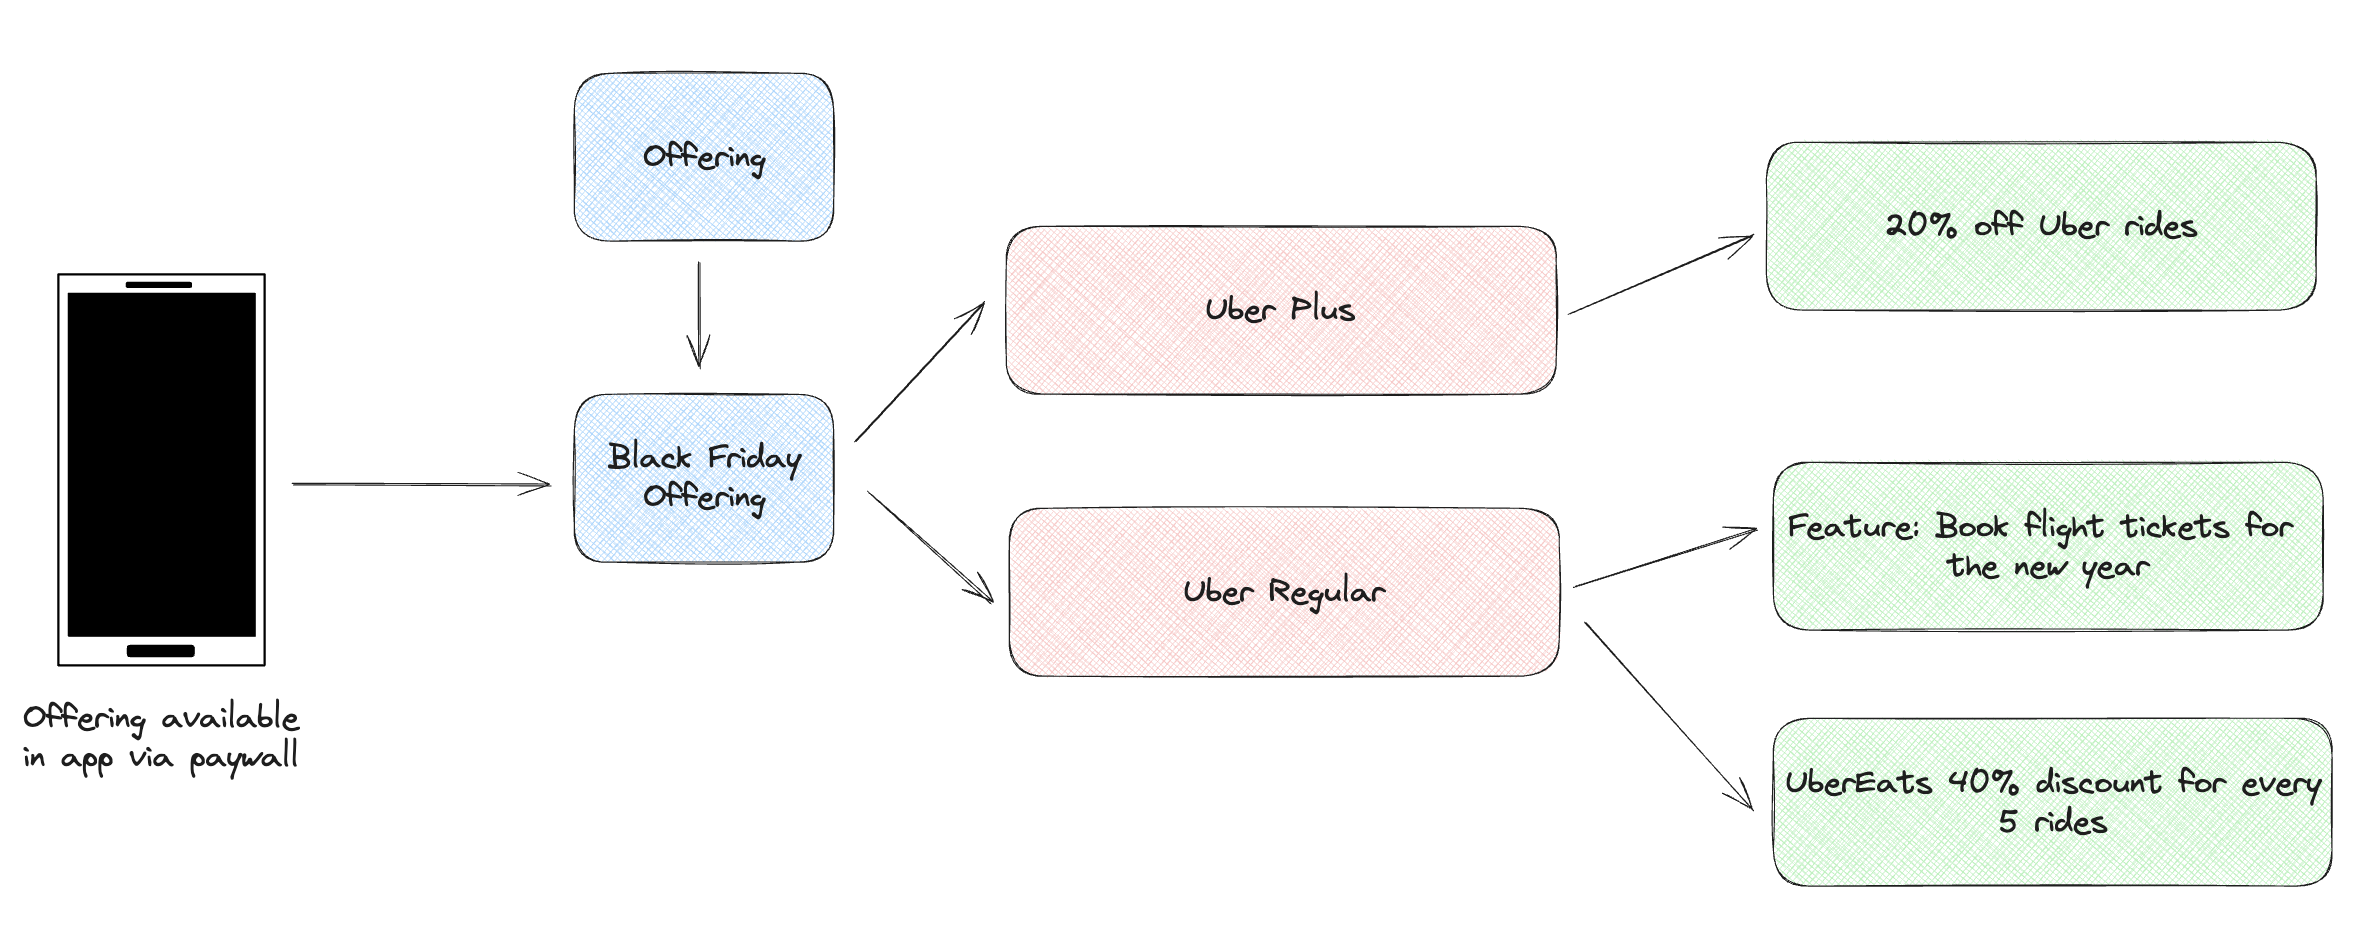 Offering
Black Friday
Offering
Uber Plus
Uber Regular
20% off Uber rides
Feature: Book flight tickets for
the new year
UberEats 40% discount for every
5 rides
Offering available
in app via paywall